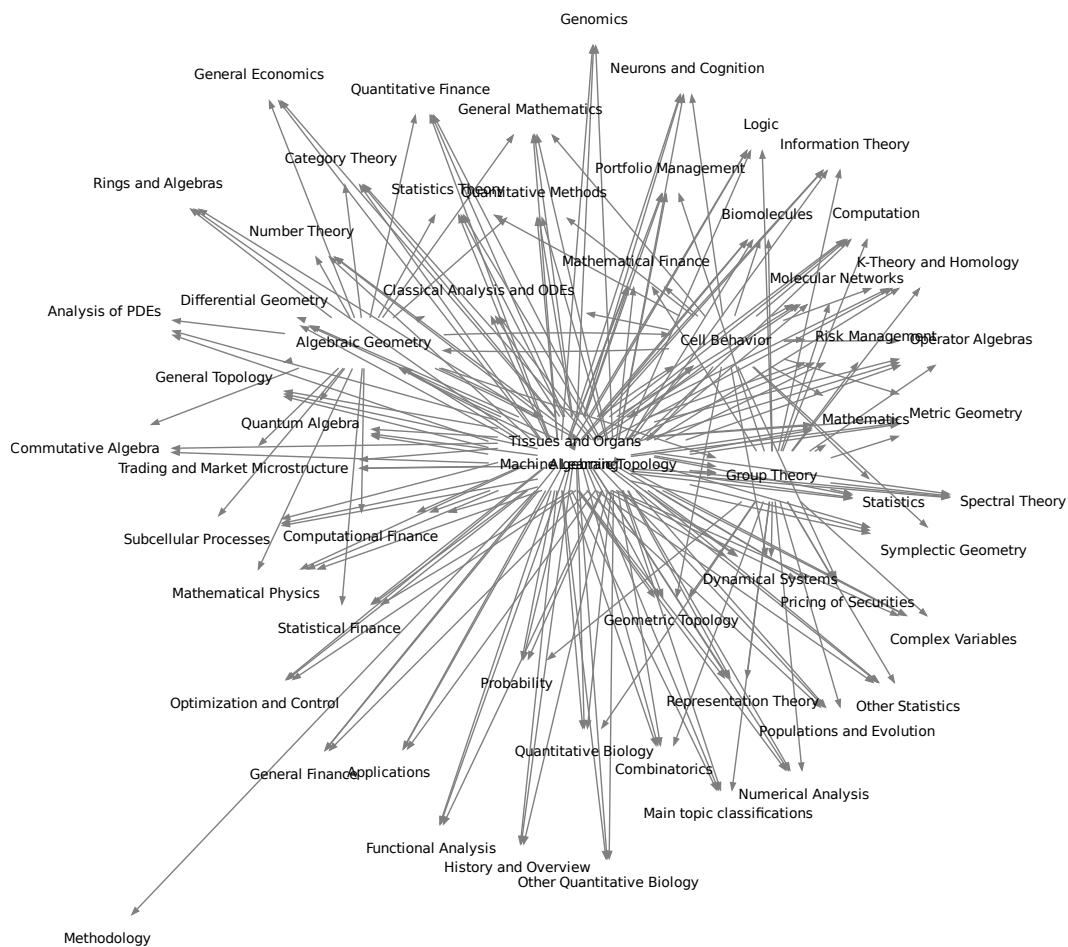 Genomics
Neurons and Cognition
General Economics
Quantitative Finance
General Mathematics
Logic
Information Theory
Category Theory
Portfolio Management
Rings and Algebras
Statistics Theory
Quantitative Methods
Biomolecules
Computation
Number Theory
Mathematical Finance
K-Theory and Homology
Molecular Networks
Classical Analysis and ODEs
Differential Geometry
Analysis of PDEs
Risk Management
Operator Algebras
Cell Behavior
Algebraic Geometry
General Topology
Metric Geometry
Mathematics
Quantum Algebra
Tissues and Organs
Commutative Algebra
Trading and Market Microstructure
Machine Learning
Algebraic Topology
Group Theory
Statistics
Spectral Theory
Subcellular Processes
Computational Finance
Symplectic Geometry
Dynamical Systems
Mathematical Physics
Pricing of Securities
Geometric Topology
Statistical Finance
Complex Variables
Probability
Optimization and Control
Representation Theory
Other Statistics
Populations and Evolution
Quantitative Biology
Combinatorics
General Finance
Applications
Numerical Analysis
Main topic classifications
Functional Analysis
History and Overview
Other Quantitative Biology
Methodology